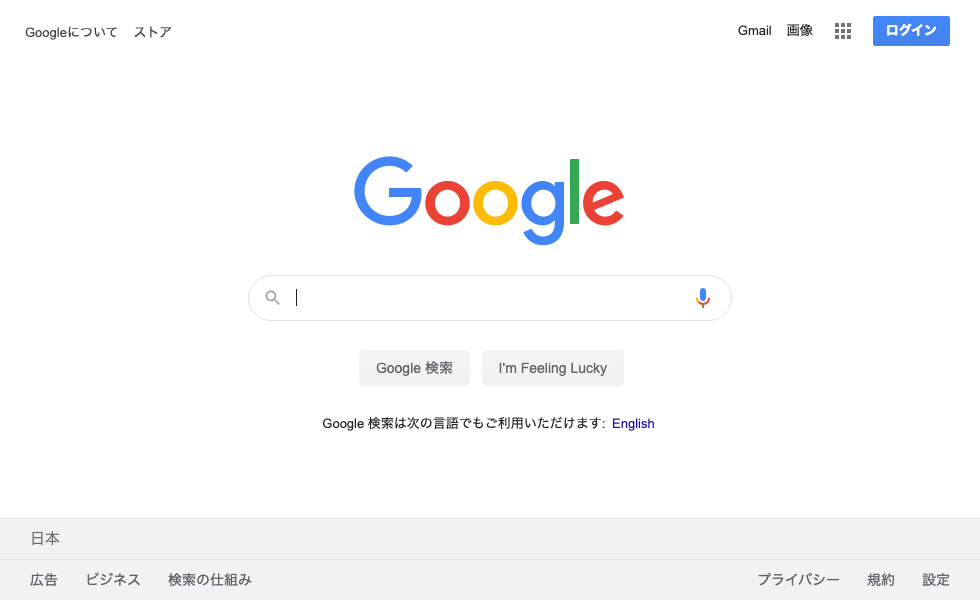 Googleについて ストア Gmail 画像 ログイン
Google
Google 検索 I'm Feeling Lucky
Google 検索は次の言語でもご利用いただけます: English
日本
広告 ビジネス 検索の仕組み プライバシー 規約 設定